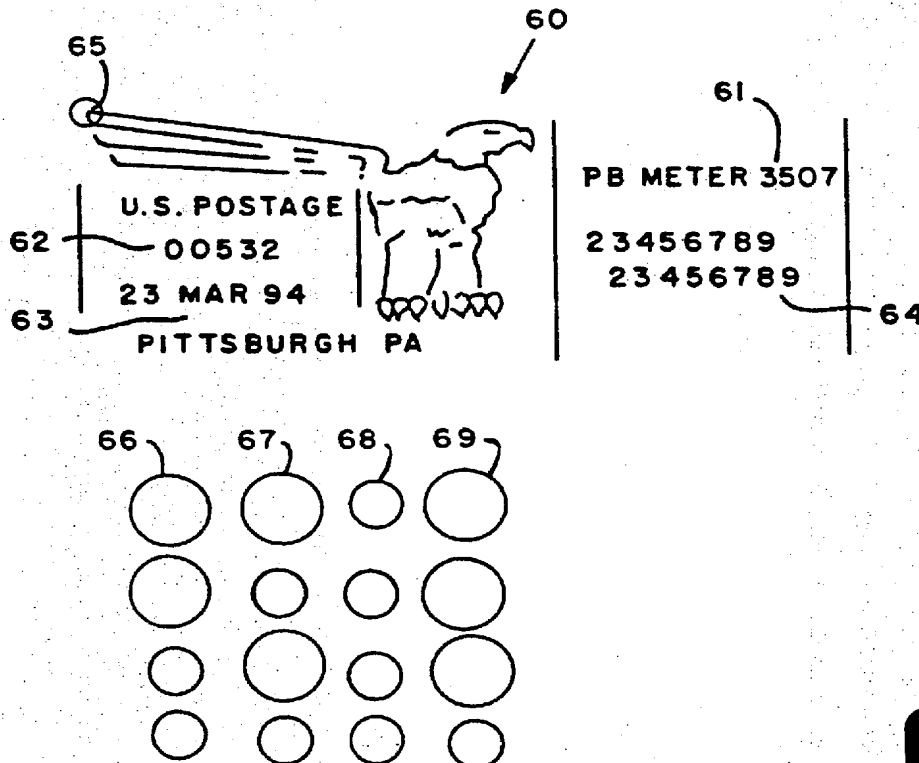 60
65
61
PB METER 3507
U.S. POSTAGE
62
00532
23456789
23 MAR 94
23456789
63
64
PITTSBURGH PA
66 67 68 69